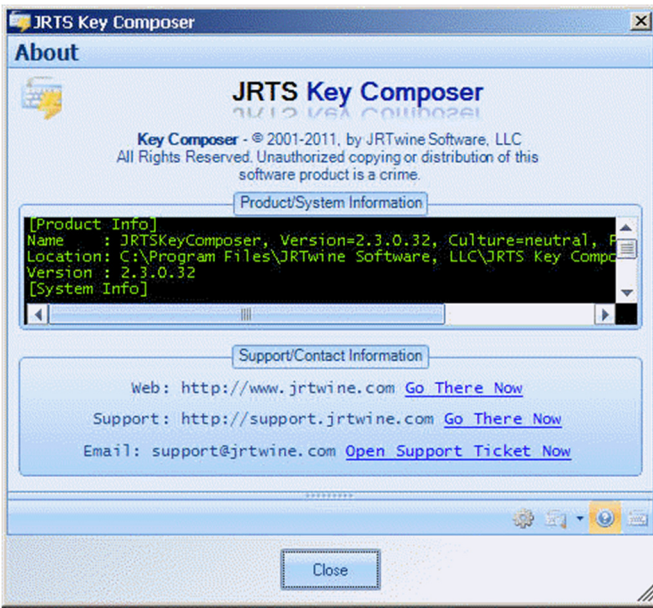 JRTS Key Composer
About
JRTS Key Composer
Key Composer - © 2001-2011, by JRTwine Software, LLC
All Rights Reserved. Unauthorized copying or distribution of this
software product is a crime.
Product/System Information
[Product Info]
Name    : JRTSKeyComposer, Version=2.3.0.32, Culture=neutral,
Location: C:\Program Files\JRTwine Software, LLC\JRTS Key Compo
Version : 2.3.0.32
[System Info]
Support/Contact Information
Web: http://www.jrtwine.com Go There Now
Support: http://support.jrtwine.com Go There Now
Email: support@jrtwine.com Open Support Ticket Now
Close